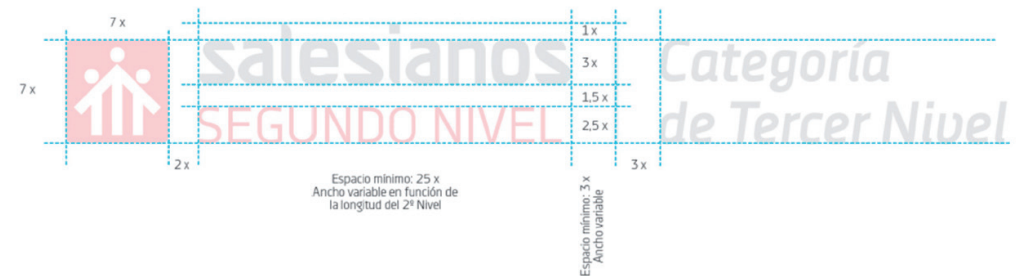 7 x
1 x
salesianos
Categoría
3 x
7 x
1,5 x
SEGUNDO NIVEL
2,5 x
de Tercer Nivel
2 x
3 x
Espacio mínimo: 25 x
Ancho variable en función de
la longitud del 2º Nivel
Espacio mínimo: 3 x
Ancho variable